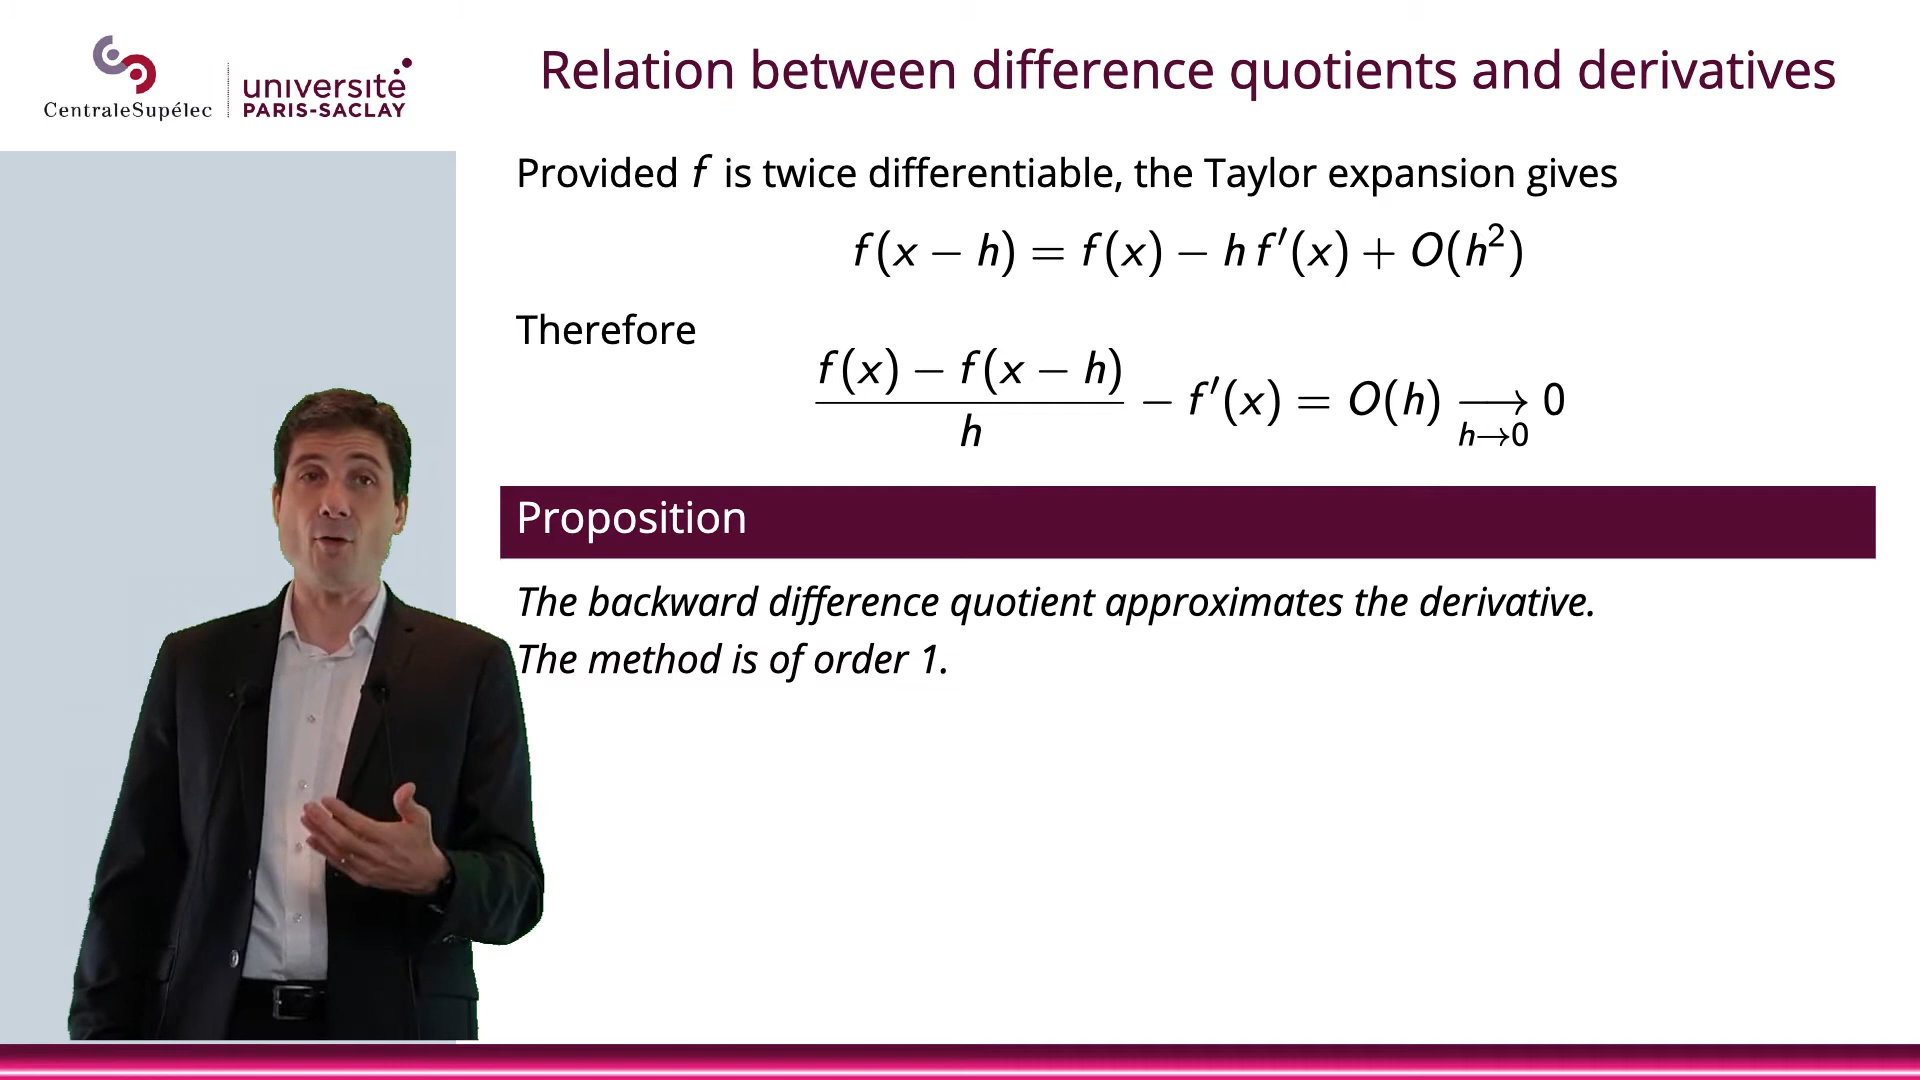 CentraleSupélec
université
PARIS-SACLAY
Relation between difference quotients and derivatives
Provided f is twice differentiable, the Taylor expansion gives
f(x − h) = f(x) − h f′(x) + O(h²)
Therefore
f(x) − f(x − h)
h
− f′(x) = O(h) ⟶ 0
h→0
Proposition
The backward difference quotient approximates the derivative.
The method is of order 1.